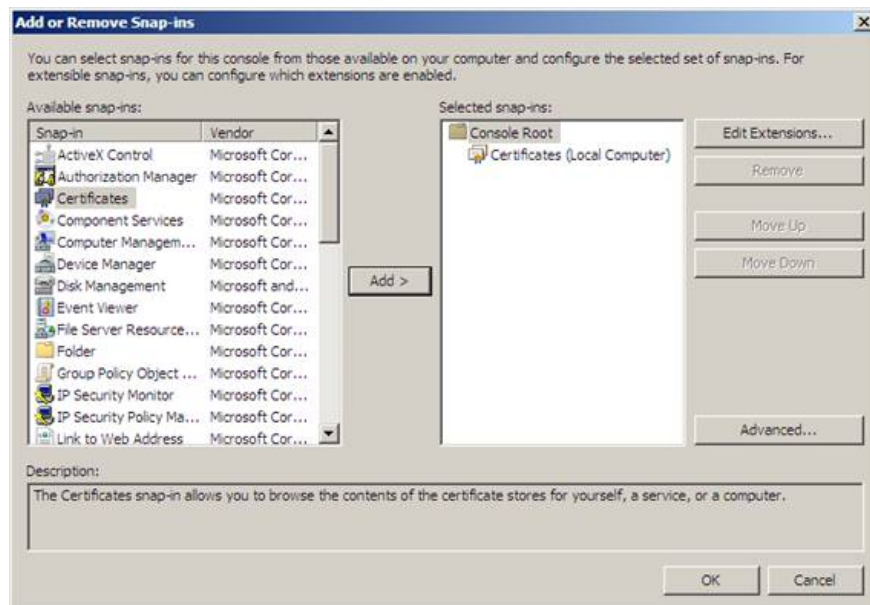 Add or Remove Snap-ins
You can select snap-ins for this console from those available on your computer and configure the selected set of snap-ins. For
extensible snap-ins, you can configure which extensions are enabled.
Available snap-ins:
Snap-in Vendor
ActiveX Control Microsoft Cor...
Authorization Manager Microsoft Cor...
Certificates Microsoft Cor...
Component Services Microsoft Cor...
Computer Managem... Microsoft Cor...
Device Manager Microsoft Cor...
Disk Management Microsoft and...
Event Viewer Microsoft Cor...
File Server Resource... Microsoft Cor...
Folder Microsoft Cor...
Group Policy Object ... Microsoft Cor...
IP Security Monitor Microsoft Cor...
IP Security Policy Ma... Microsoft Cor...
Link to Web Address Microsoft Cor...
Add >
Selected snap-ins:
Console Root
Certificates (Local Computer)
Edit Extensions...
Remove
Move Up
Move Down
Advanced...
Description:
The Certificates snap-in allows you to browse the contents of the certificate stores for yourself, a service, or a computer.
OK Cancel